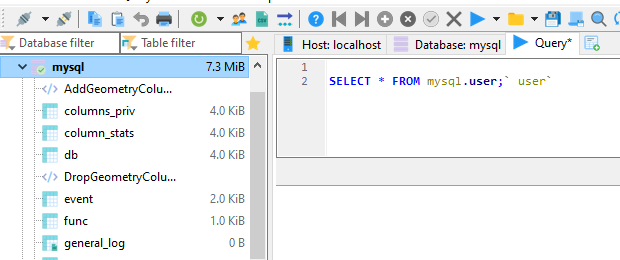 Database filter
Table filter
Host: localhost
Database: mysql
Query*
mysql 7.3 MiB
AddGeometryColu...
columns_priv 4.0 KiB
column_stats 4.0 KiB
db 4.0 KiB
DropGeometryColu...
event 2.0 KiB
func 1.0 KiB
general_log 0 B
1
2 SELECT * FROM mysql.user;` user`